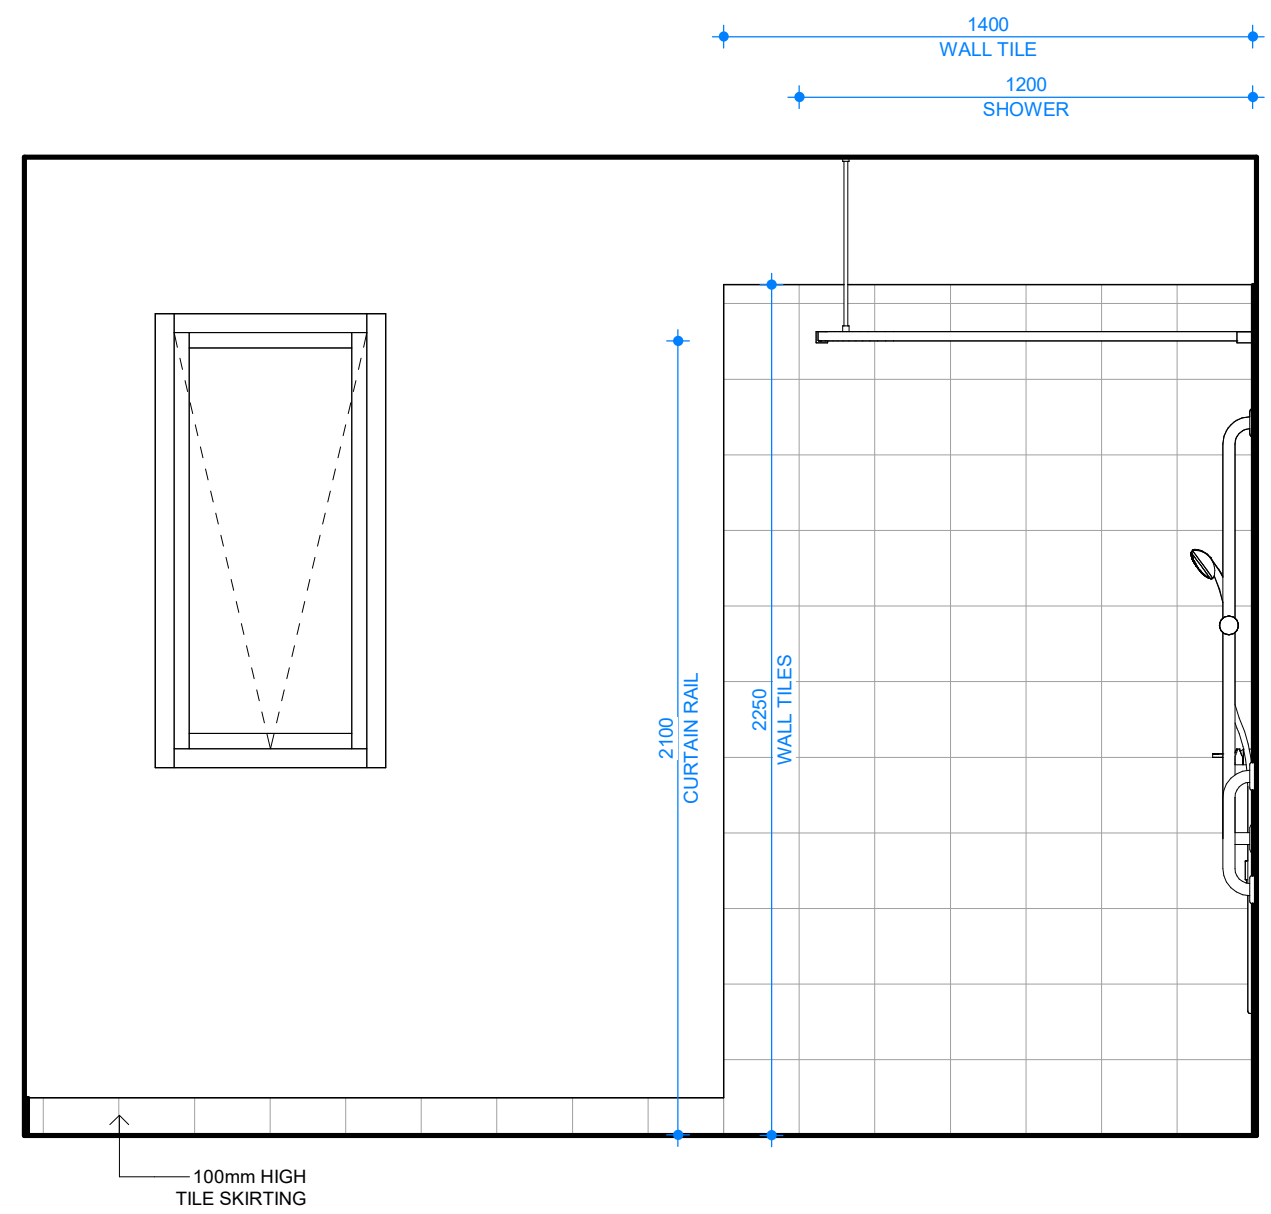 1400
WALL TILE
1200
SHOWER
2100
CURTAIN RAIL
2250
WALL TILES
100mm HIGH
TILE SKIRTING